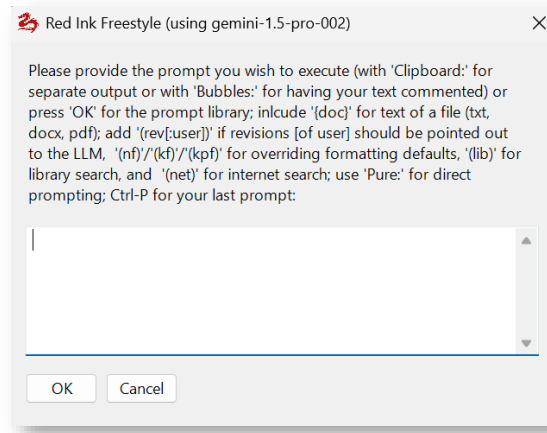 Red Ink Freestyle (using gemini-1.5-pro-002)
Please provide the prompt you wish to execute (with 'Clipboard:' for
separate output or with 'Bubbles:' for having your text commented) or
press 'OK' for the prompt library; inlcude '{doc}' for text of a file (txt,
docx, pdf); add '(rev[:user])' if revisions [of user] should be pointed out
to the LLM,  '(nf)'/'(kf)'/'(kpf)' for overriding formatting defaults, '(lib)' for
library search, and  '(net)' for internet search; use 'Pure:' for direct
prompting; Ctrl-P for your last prompt:
OK Cancel